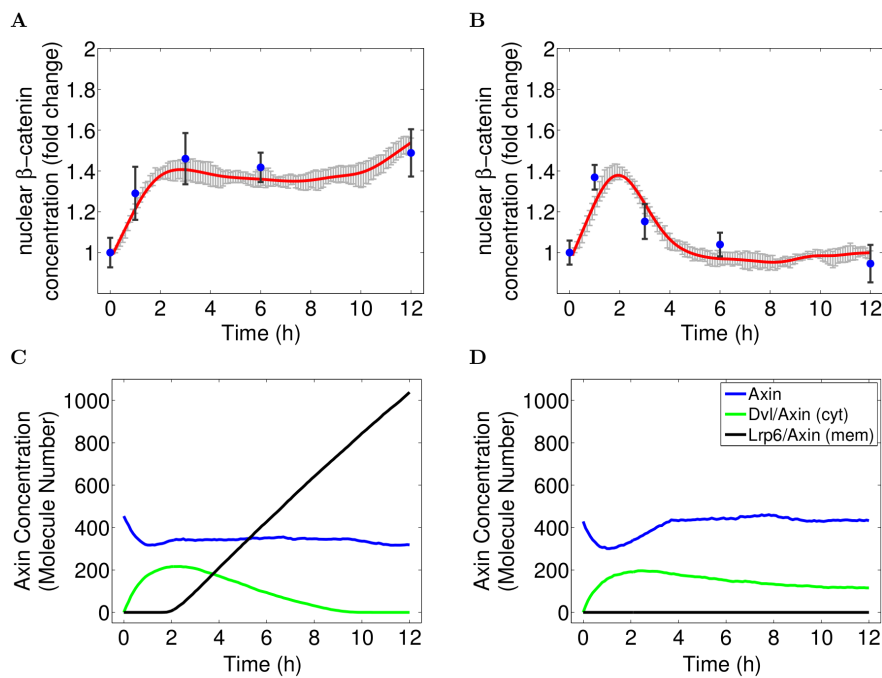 A
nuclear β−catenin
concentration (fold change)
2
1.8
1.6
1.4
1.2
1
0 2 4 6 8 10 12
Time (h)
B
nuclear β−catenin
concentration (fold change)
2
1.8
1.6
1.4
1.2
1
0 2 4 6 8 10 12
Time (h)
C
Axin Concentration
(Molecule Number)
1000
800
600
400
200
0
0 2 4 6 8 10 12
Time (h)
D
Axin Concentration
(Molecule Number)
1000
800
600
400
200
0
Axin
Dvl/Axin (cyt)
Lrp6/Axin (mem)
0 2 4 6 8 10 12
Time (h)